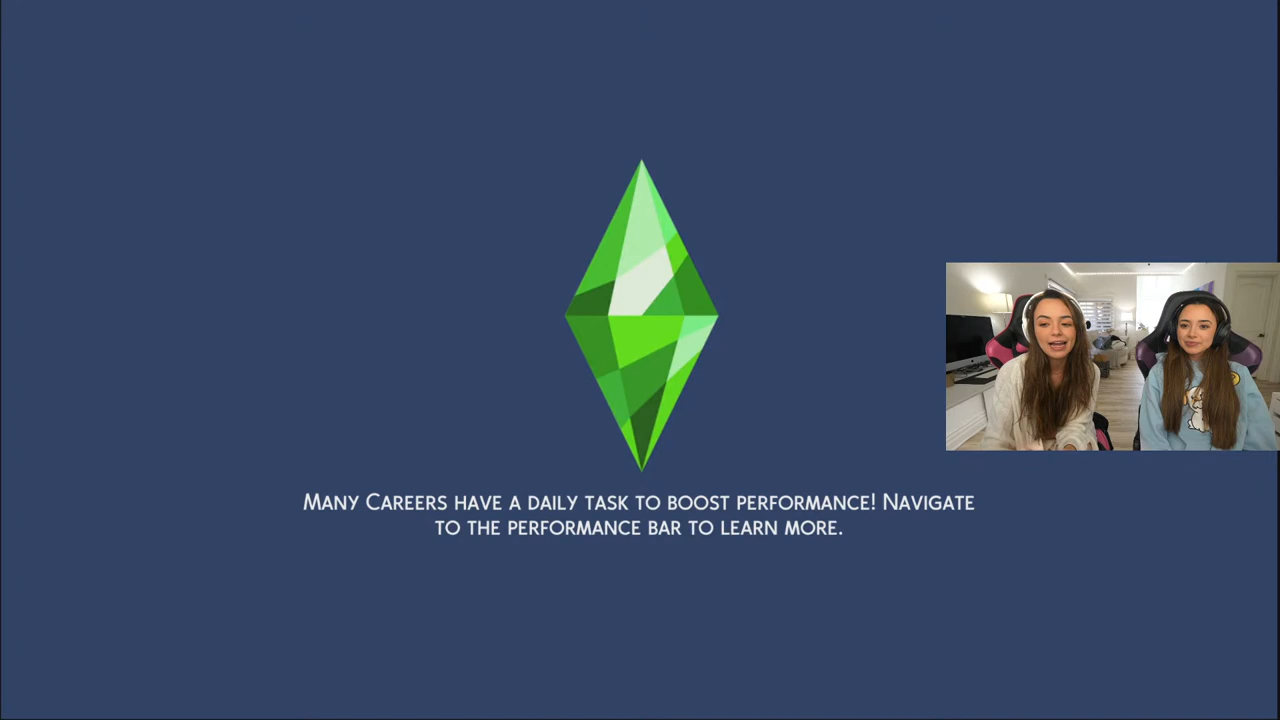 Many Careers have a daily task to boost performance! Navigate
to the performance bar to learn more.